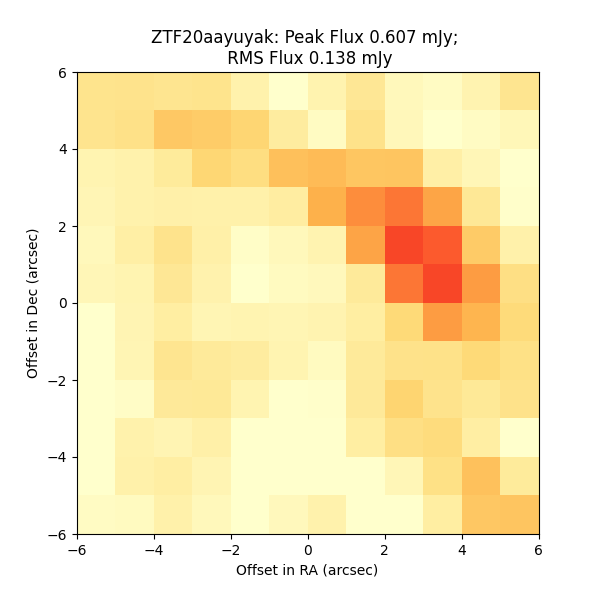 ZTF20aayuyak: Peak Flux 0.607 mJy;
RMS Flux 0.138 mJy
6
4
2
0
−2
−4
−6
Offset in Dec (arcsec)
−6 −4 −2 0 2 4 6
Offset in RA (arcsec)